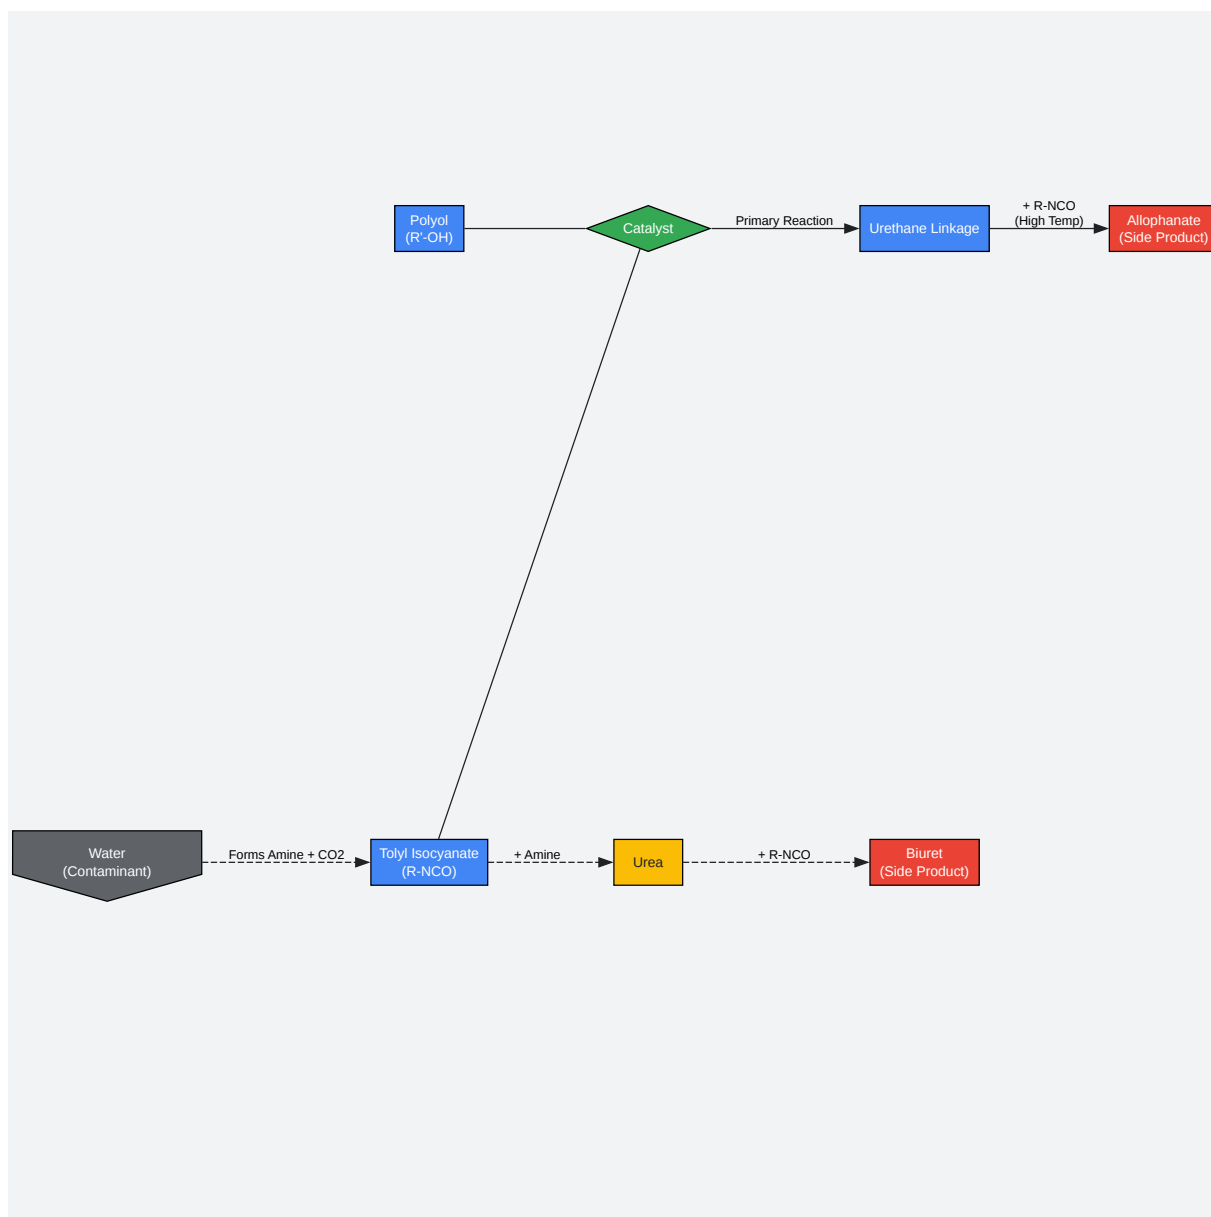 Polyol
(R'-OH)
Catalyst
Primary Reaction
Urethane Linkage
+ R-NCO
(High Temp)
Allophanate
(Side Product)
Water
(Contaminant)
Forms Amine + CO2
Tolyl Isocyanate
(R-NCO)
+ Amine
Urea
+ R-NCO
Biuret
(Side Product)